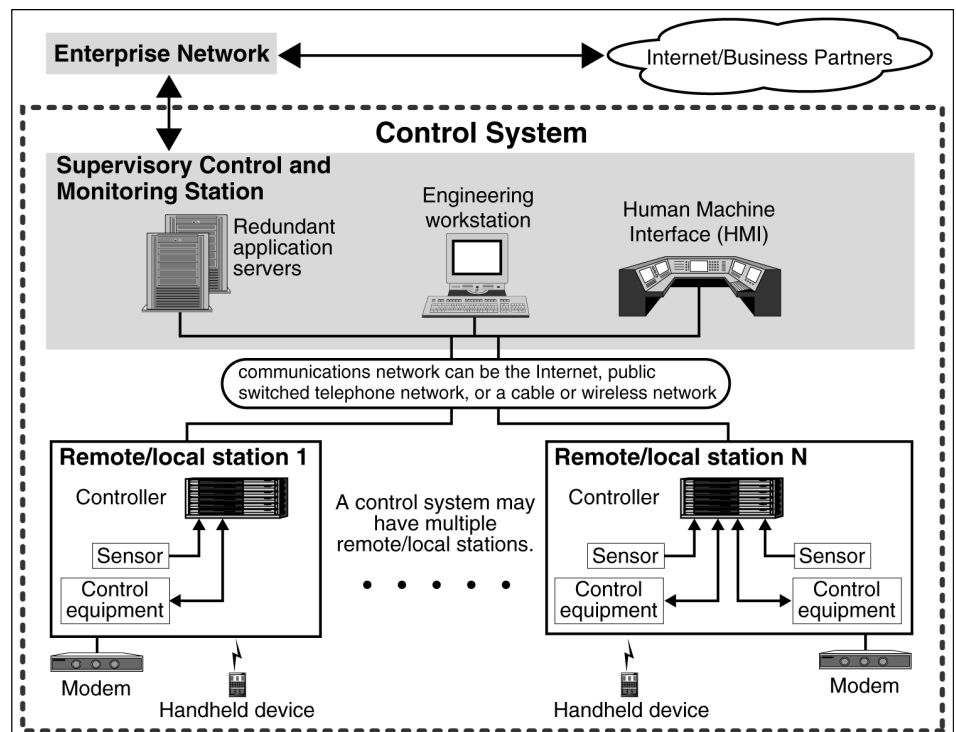 Enterprise Network
Internet/Business Partners
Control System
Supervisory Control and
Monitoring Station
Redundant
application
servers
Engineering
workstation
Human Machine
Interface (HMI)
communications network can be the Internet, public
switched telephone network, or a cable or wireless network
Remote/local station 1
Controller
Sensor
Control
equipment
Modem
Handheld device
A control system may
have multiple
remote/local stations.
Remote/local station N
Controller
Sensor
Sensor
Control
equipment
Control
equipment
Handheld device
Modem